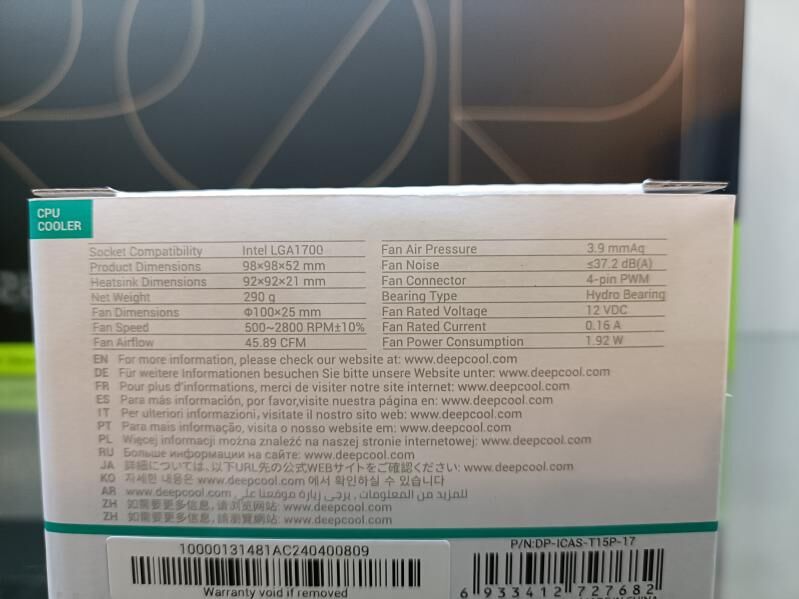 CPU
COOLER
Socket Compatibility Intel LGA1700
Product Dimensions 98×98×52 mm
Heatsink Dimensions 92×92×21 mm
Net Weight 290 g
Fan Dimensions Φ100×25 mm
Fan Speed 500~2800 RPM±10%
Fan Airflow 45.89 CFM
Fan Air Pressure 3.9 mmAq
Fan Noise ≤37.2 dB(A)
Fan Connector 4-pin PWM
Bearing Type Hydro Bearing
Fan Rated Voltage 12 VDC
Fan Rated Current 0.16 A
Fan Power Consumption 1.92 W
EN For more information, please check our website at: www.deepcool.com
DE Für weitere Informationen besuchen Sie bitte unsere Website unter: www.deepcool.com
FR Pour plus d'informations, merci de visiter notre site internet: www.deepcool.com
ES Para más información, por favor,visite nuestra página en: www.deepcool.com
IT Per ulteriori informazioni, visitate il nostro sito web: www.deepcool.com
PT Para mais informação, visita o nosso website em: www.deepcool.com
PL Więcej informacji można znaleźć na naszej stronie internetowej: www.deepcool.com
RU Больше информации на сайте: www.deepcool.com
JA 詳細については、以下URL先の公式WEBサイトをご確認ください: www.deepcool.com
KO 자세한 내용은 www.deepcool.com 에서 확인하실 수 있습니다
AR www.deepcool.com للمزيد من المعلومات , يرجى زيارة موقعنا على
ZH 如需要更多信息, 请浏览网站: www.deepcool.com
ZH 如需要更多信息, 請瀏覽網站: www.deepcool.com
10000131481AC240400809
Warranty void if removed
P/N:DP-ICAS-T15P-17
6 933412 727682